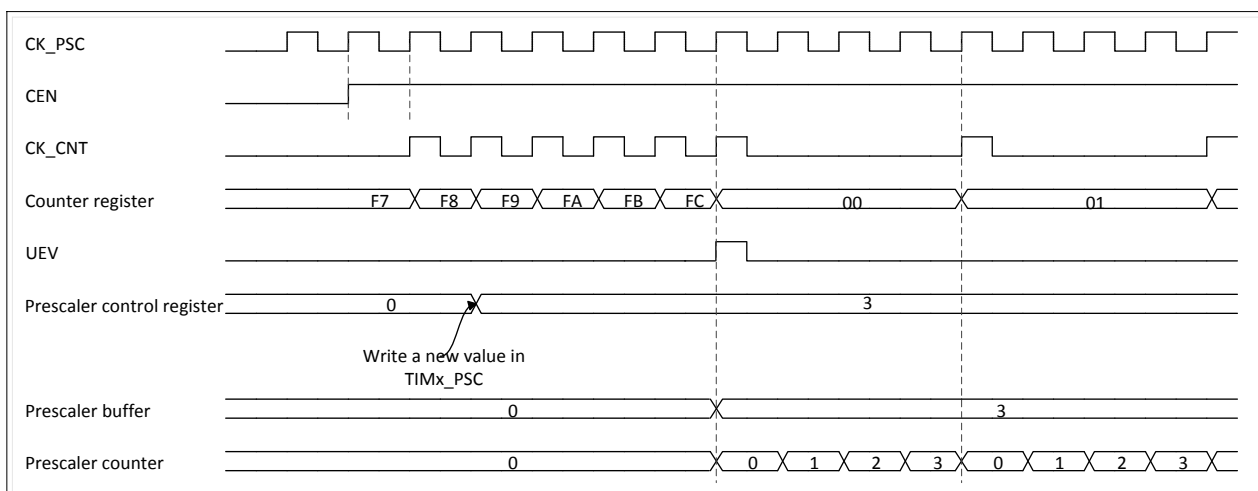 CK_PSC
CEN
CK_CNT
Counter register F7 F8 F9 FA FB FC 00 01
UEV
Prescaler control register 0 3
Write a new value in
TIMx_PSC
Prescaler buffer 0 3
Prescaler counter 0 0 1 2 3 0 1 2 3